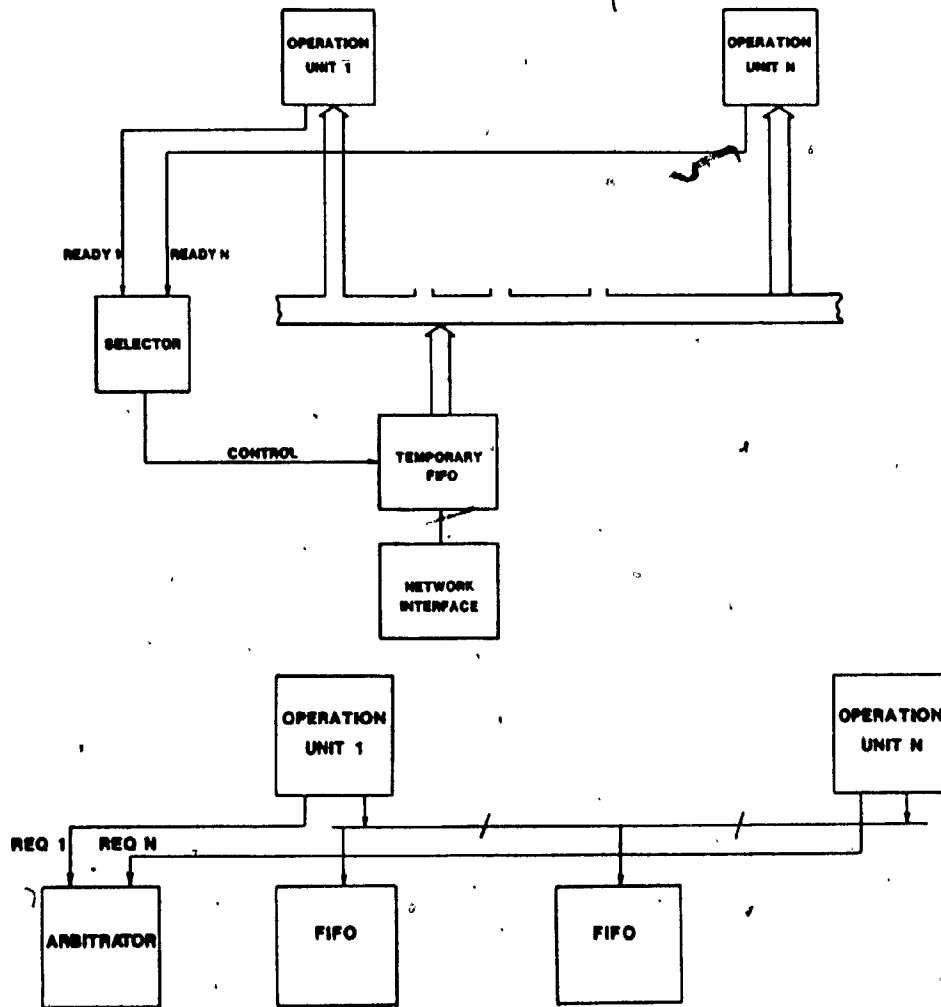 OPERATION
UNIT 1
OPERATION
UNIT N
READY 1
READY N
SELECTOR
CONTROL
TEMPORARY
FIFO
NETWORK
INTERFACE
OPERATION
UNIT 1
OPERATION
UNIT N
REQ 1
REQ N
ARBITRATOR
FIFO
FIFO